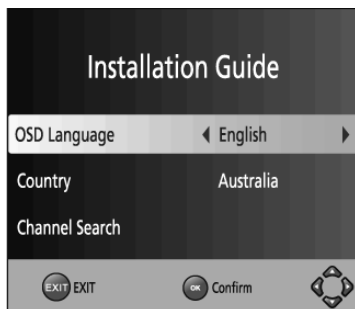 Installation Guide
OSD Language English
Country Australia
Channel Search
EXIT EXIT OK Confirm